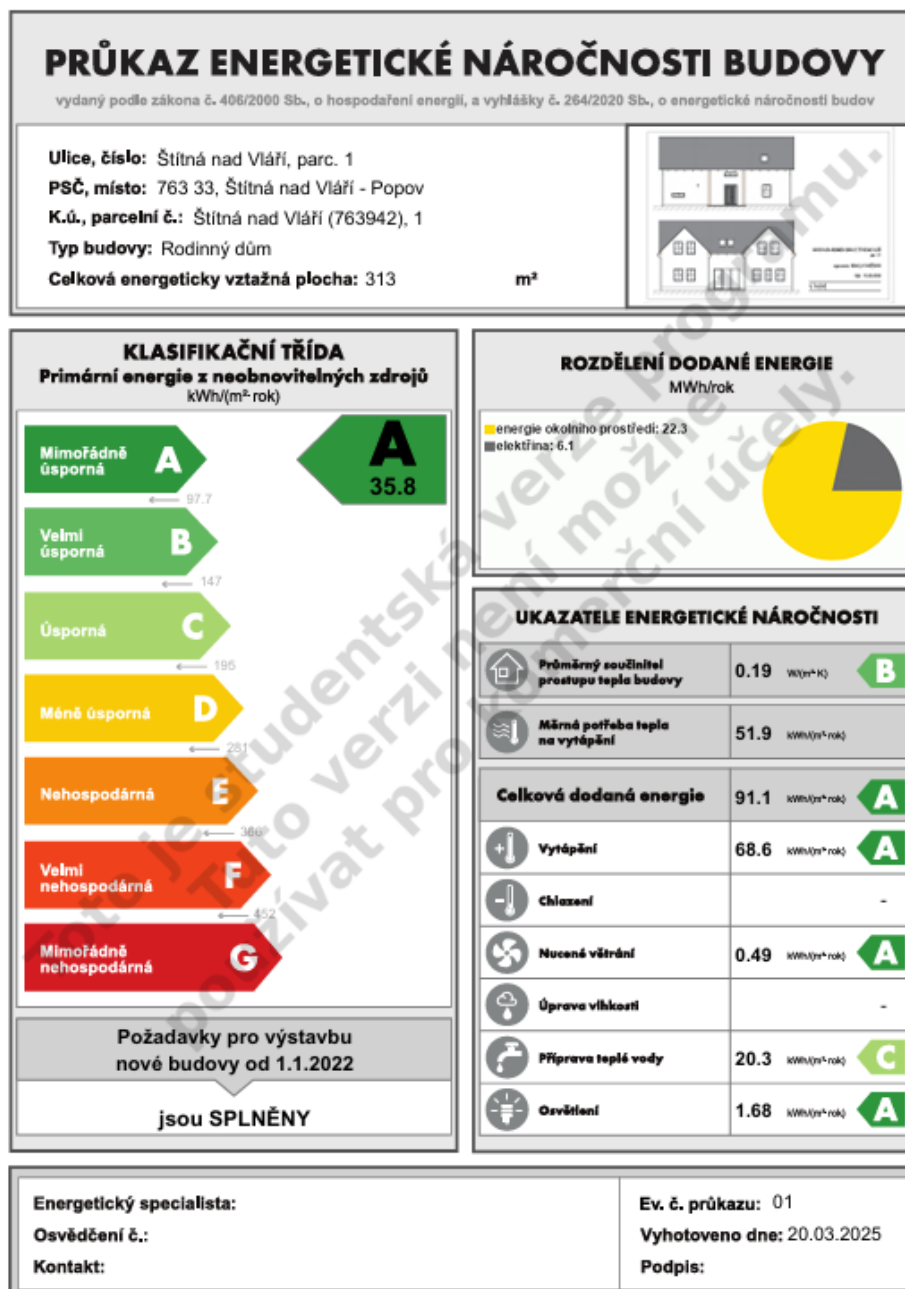 PRŮKAZ ENERGETICKÉ NÁROČNOSTI BUDOVY
vydaný podle zákona č. 406/2000 Sb., o hospodaření energií, a vyhlášky č. 264/2020 Sb., o energetické náročnosti budov
Ulice, číslo: Štítná nad Vláří, parc. 1
PSČ, místo: 763 33, Štítná nad Vláří - Popov
K.ú., parcelní č.: Štítná nad Vláří (763942), 1
Typ budovy: Rodinný dům
Celková energeticky vztažná plocha: 313 m²
KLASIFIKAČNÍ TŘÍDA
Primární energie z neobnovitelných zdrojů
kWh/(m²·rok)
Mimořádně úsporná A
97.7
Velmi úsporná B
147
Úsporná C
195
Méně úsporná D
281
Nehospodárná E
366
Velmi nehospodárná F
452
Mimořádně nehospodárná G
A
35.8
Požadavky pro výstavbu
nové budovy od 1.1.2022
jsou SPLNĚNY
ROZDĚLENÍ DODANÉ ENERGIE
MWh/rok
energie okolního prostředí: 22.3
elektřina: 6.1
UKAZATELE ENERGETICKÉ NÁROČNOSTI
Průměrný součinitel prostupu tepla budovy 0.19 W/(m²·K) B
Měrná potřeba tepla na vytápění 51.9 kWh/(m²·rok)
Celková dodaná energie 91.1 kWh/(m²·rok) A
Vytápění 68.6 kWh/(m²·rok) A
Chlazení -
Nucené větrání 0.49 kWh/(m²·rok) A
Úprava vlhkosti -
Příprava teplé vody 20.3 kWh/(m²·rok) C
Osvětlení 1.68 kWh/(m²·rok) A
Energetický specialista:
Osvědčení č.:
Kontakt:
Ev. č. průkazu: 01
Vyhotoveno dne: 20.03.2025
Podpis:
Toto je studentská verze programu.
Tuto verzi není možné
používat pro komerční účely.